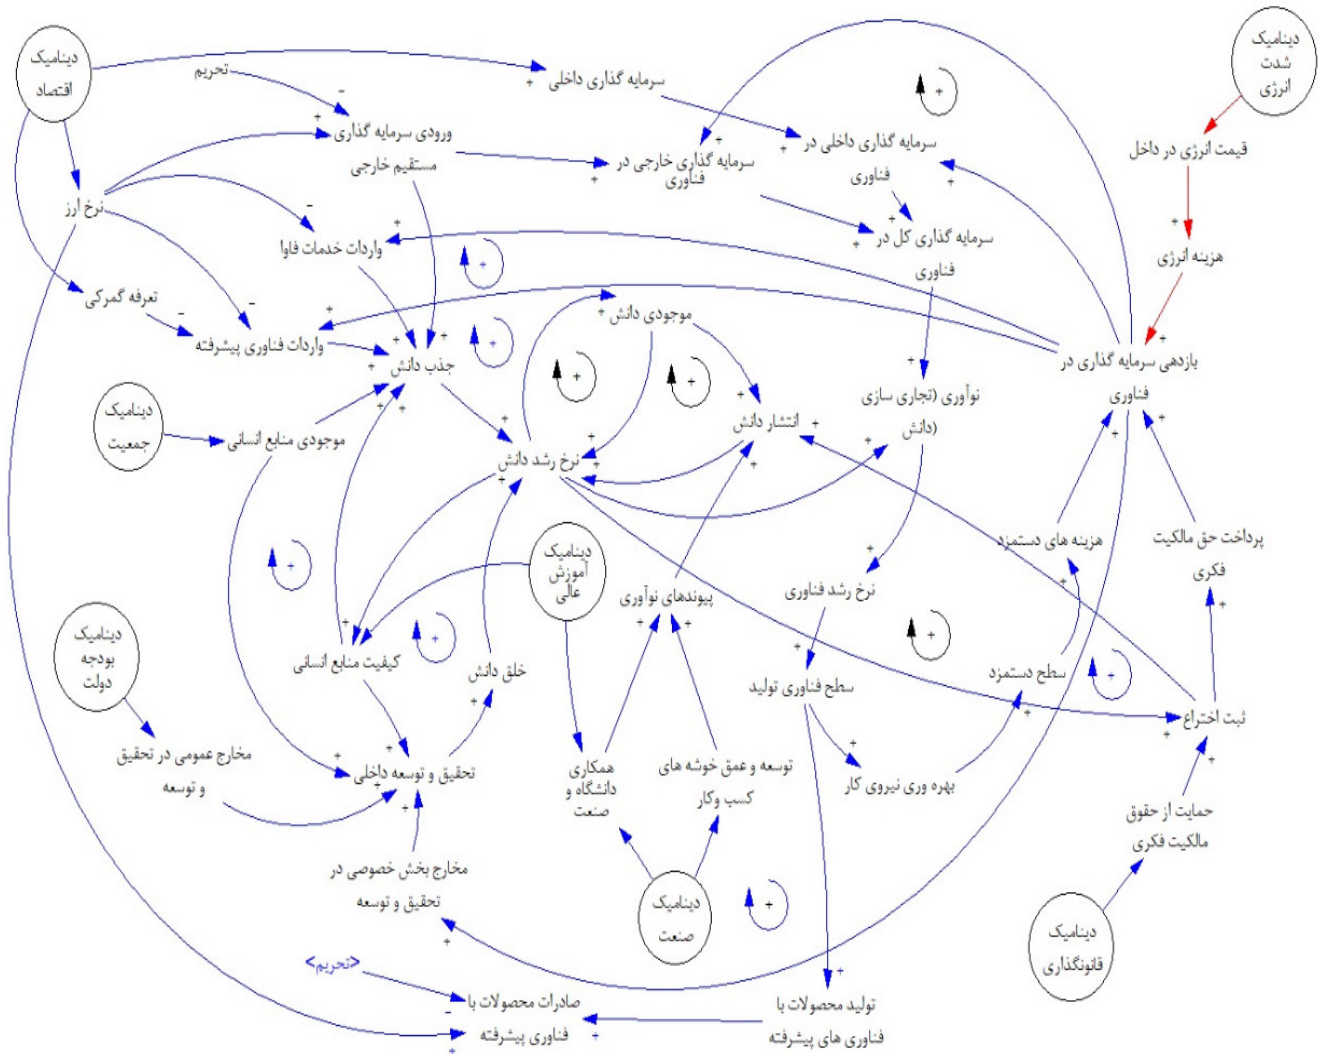 دینامیک
اقتصاد
تحریم
سرمایه گذاری داخلی
دینامیک
شدت
انرژی
ورودی سرمایه گذاری
مستقیم خارجی
سرمایه گذاری خارجی در
فناوری
سرمایه گذاری داخلی در
فناوری
قیمت انرژی در داخل
نرخ ارز
واردات خدمات فاوا
سرمایه گذاری کل در
فناوری
هزینه انرژی
تعرفه گمرکی
واردات فناوری پیشرفته
موجودی دانش
جذب دانش
بازدهی سرمایه گذاری در
فناوری
دینامیک
جمعیت
موجودی منابع انسانی
انتشار دانش
نوآوری (تجاری سازی
دانش)
نرخ رشد دانش
دینامیک
آموزش
عالی
هزینه های دستمزد
پرداخت حق مالکیت
فکری
پیوندهای نوآوری
نرخ رشد فناوری
دینامیک
بودجه
دولت
کیفیت منابع انسانی
خلق دانش
سطح فناوری تولید
سطح دستمزد
ثبت اختراع
مخارج عمومی در تحقیق
و توسعه
تحقیق و توسعه داخلی
همکاری
دانشگاه و
صنعت
توسعه و عمق خوشه های
کسب وکار
بهره وری نیروی کار
حمایت از حقوق
مالکیت فکری
مخارج بخش خصوصی در
تحقیق و توسعه
دینامیک
صنعت
دینامیک
قانونگذاری
<تحریم>
صادرات محصولات با
فناوری پیشرفته
تولید محصولات با
فناوری های پیشرفته